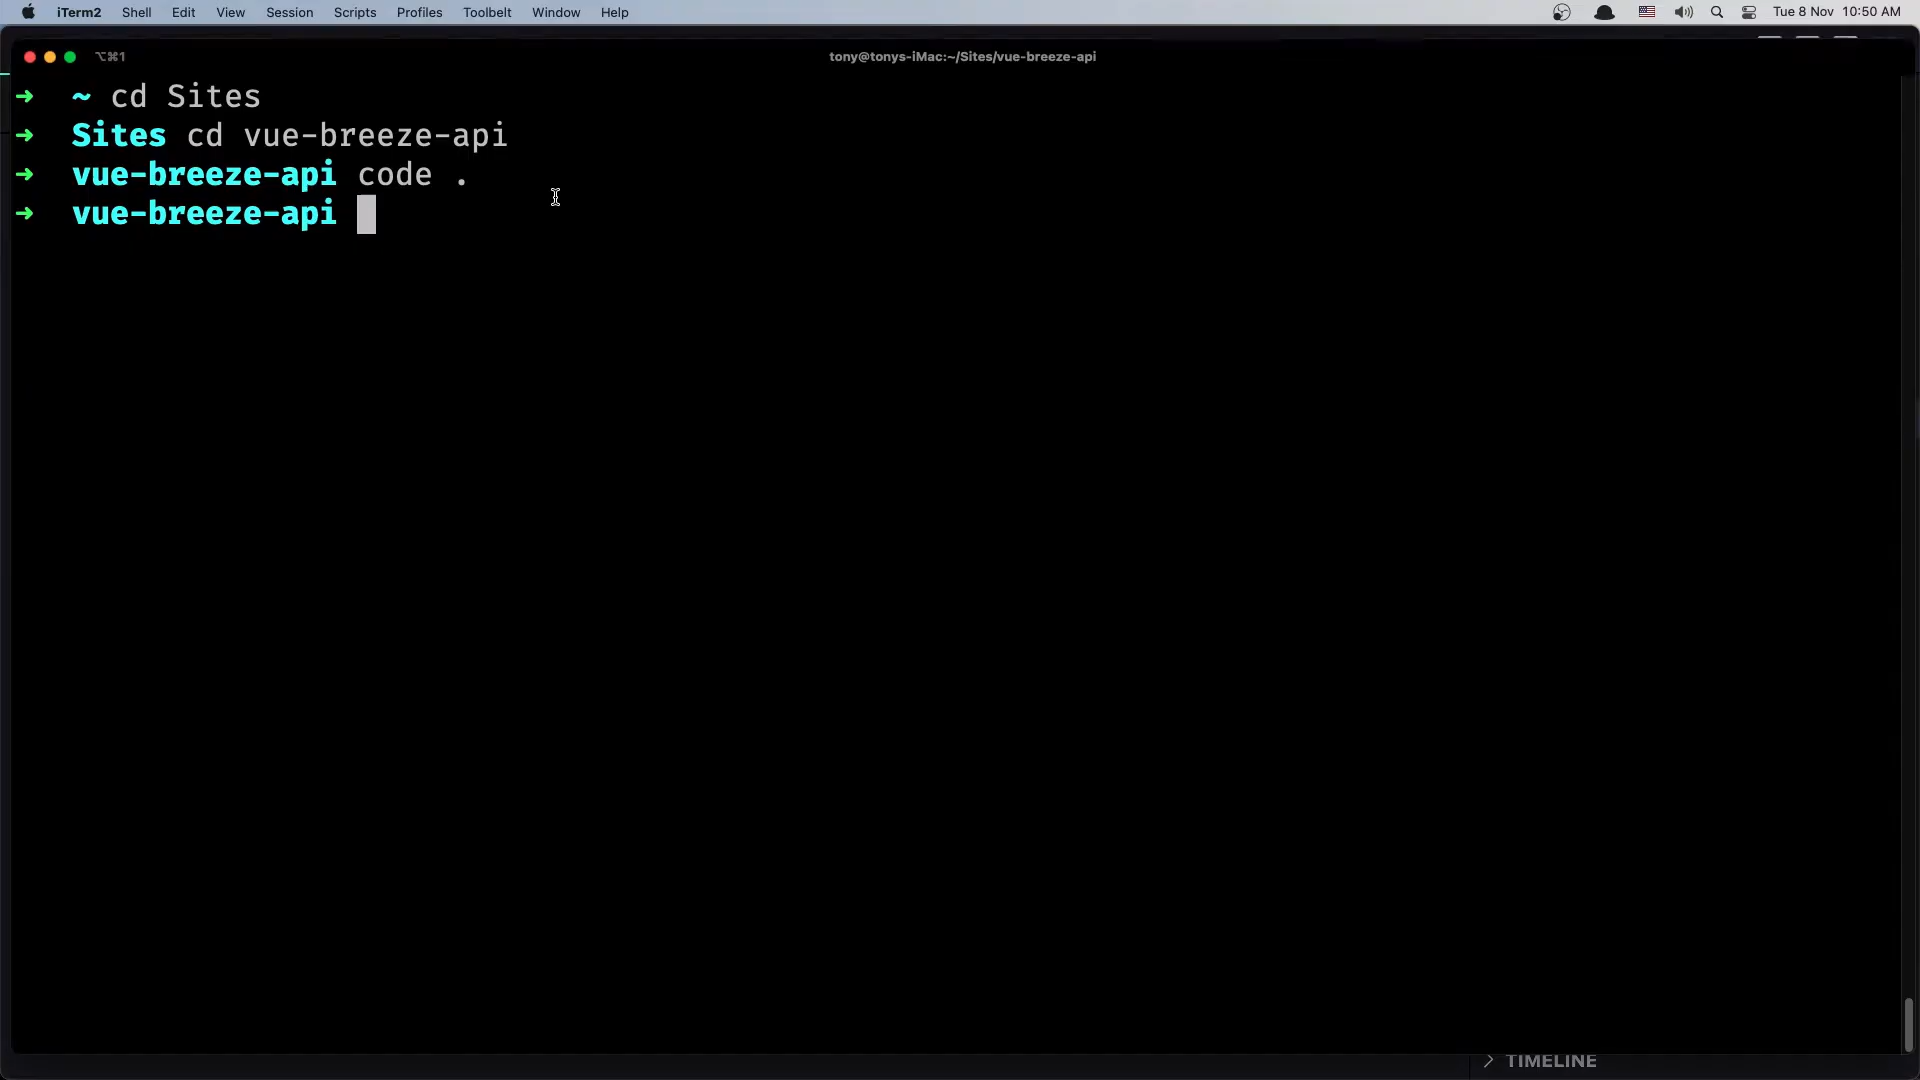 iTerm2 Shell Edit View Session Scripts Profiles Toolbelt Window Help Tue 8 Nov 10:50 AM
⌥⌘1 tony@tonys-iMac:~/Sites/vue-breeze-api
➜ ~ cd Sites
➜ Sites cd vue-breeze-api
➜ vue-breeze-api code .
➜ vue-breeze-api
> TIMELINE